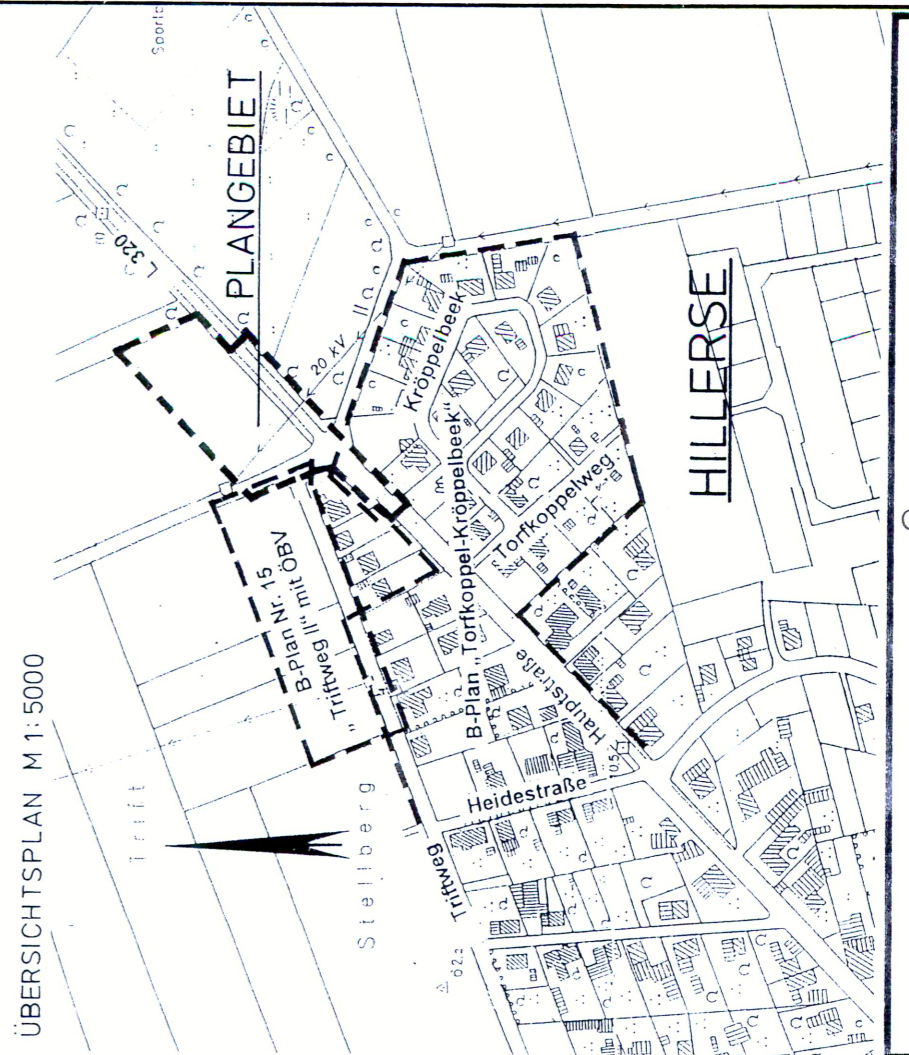 ÜBERSICHTSPLAN M 1:5000
PLANGEBIET
L 320
20 KV
B-Plan Nr. 15
„Triftweg II“ mit ÖBV
Trift
Stellberg
Kröppelbeek
B-Plan „Torfkoppel-Kröppelbeek“
Torfkoppelweg
HILLERSE
Hauptstraße
Heidestraße
Triftweg
62.2